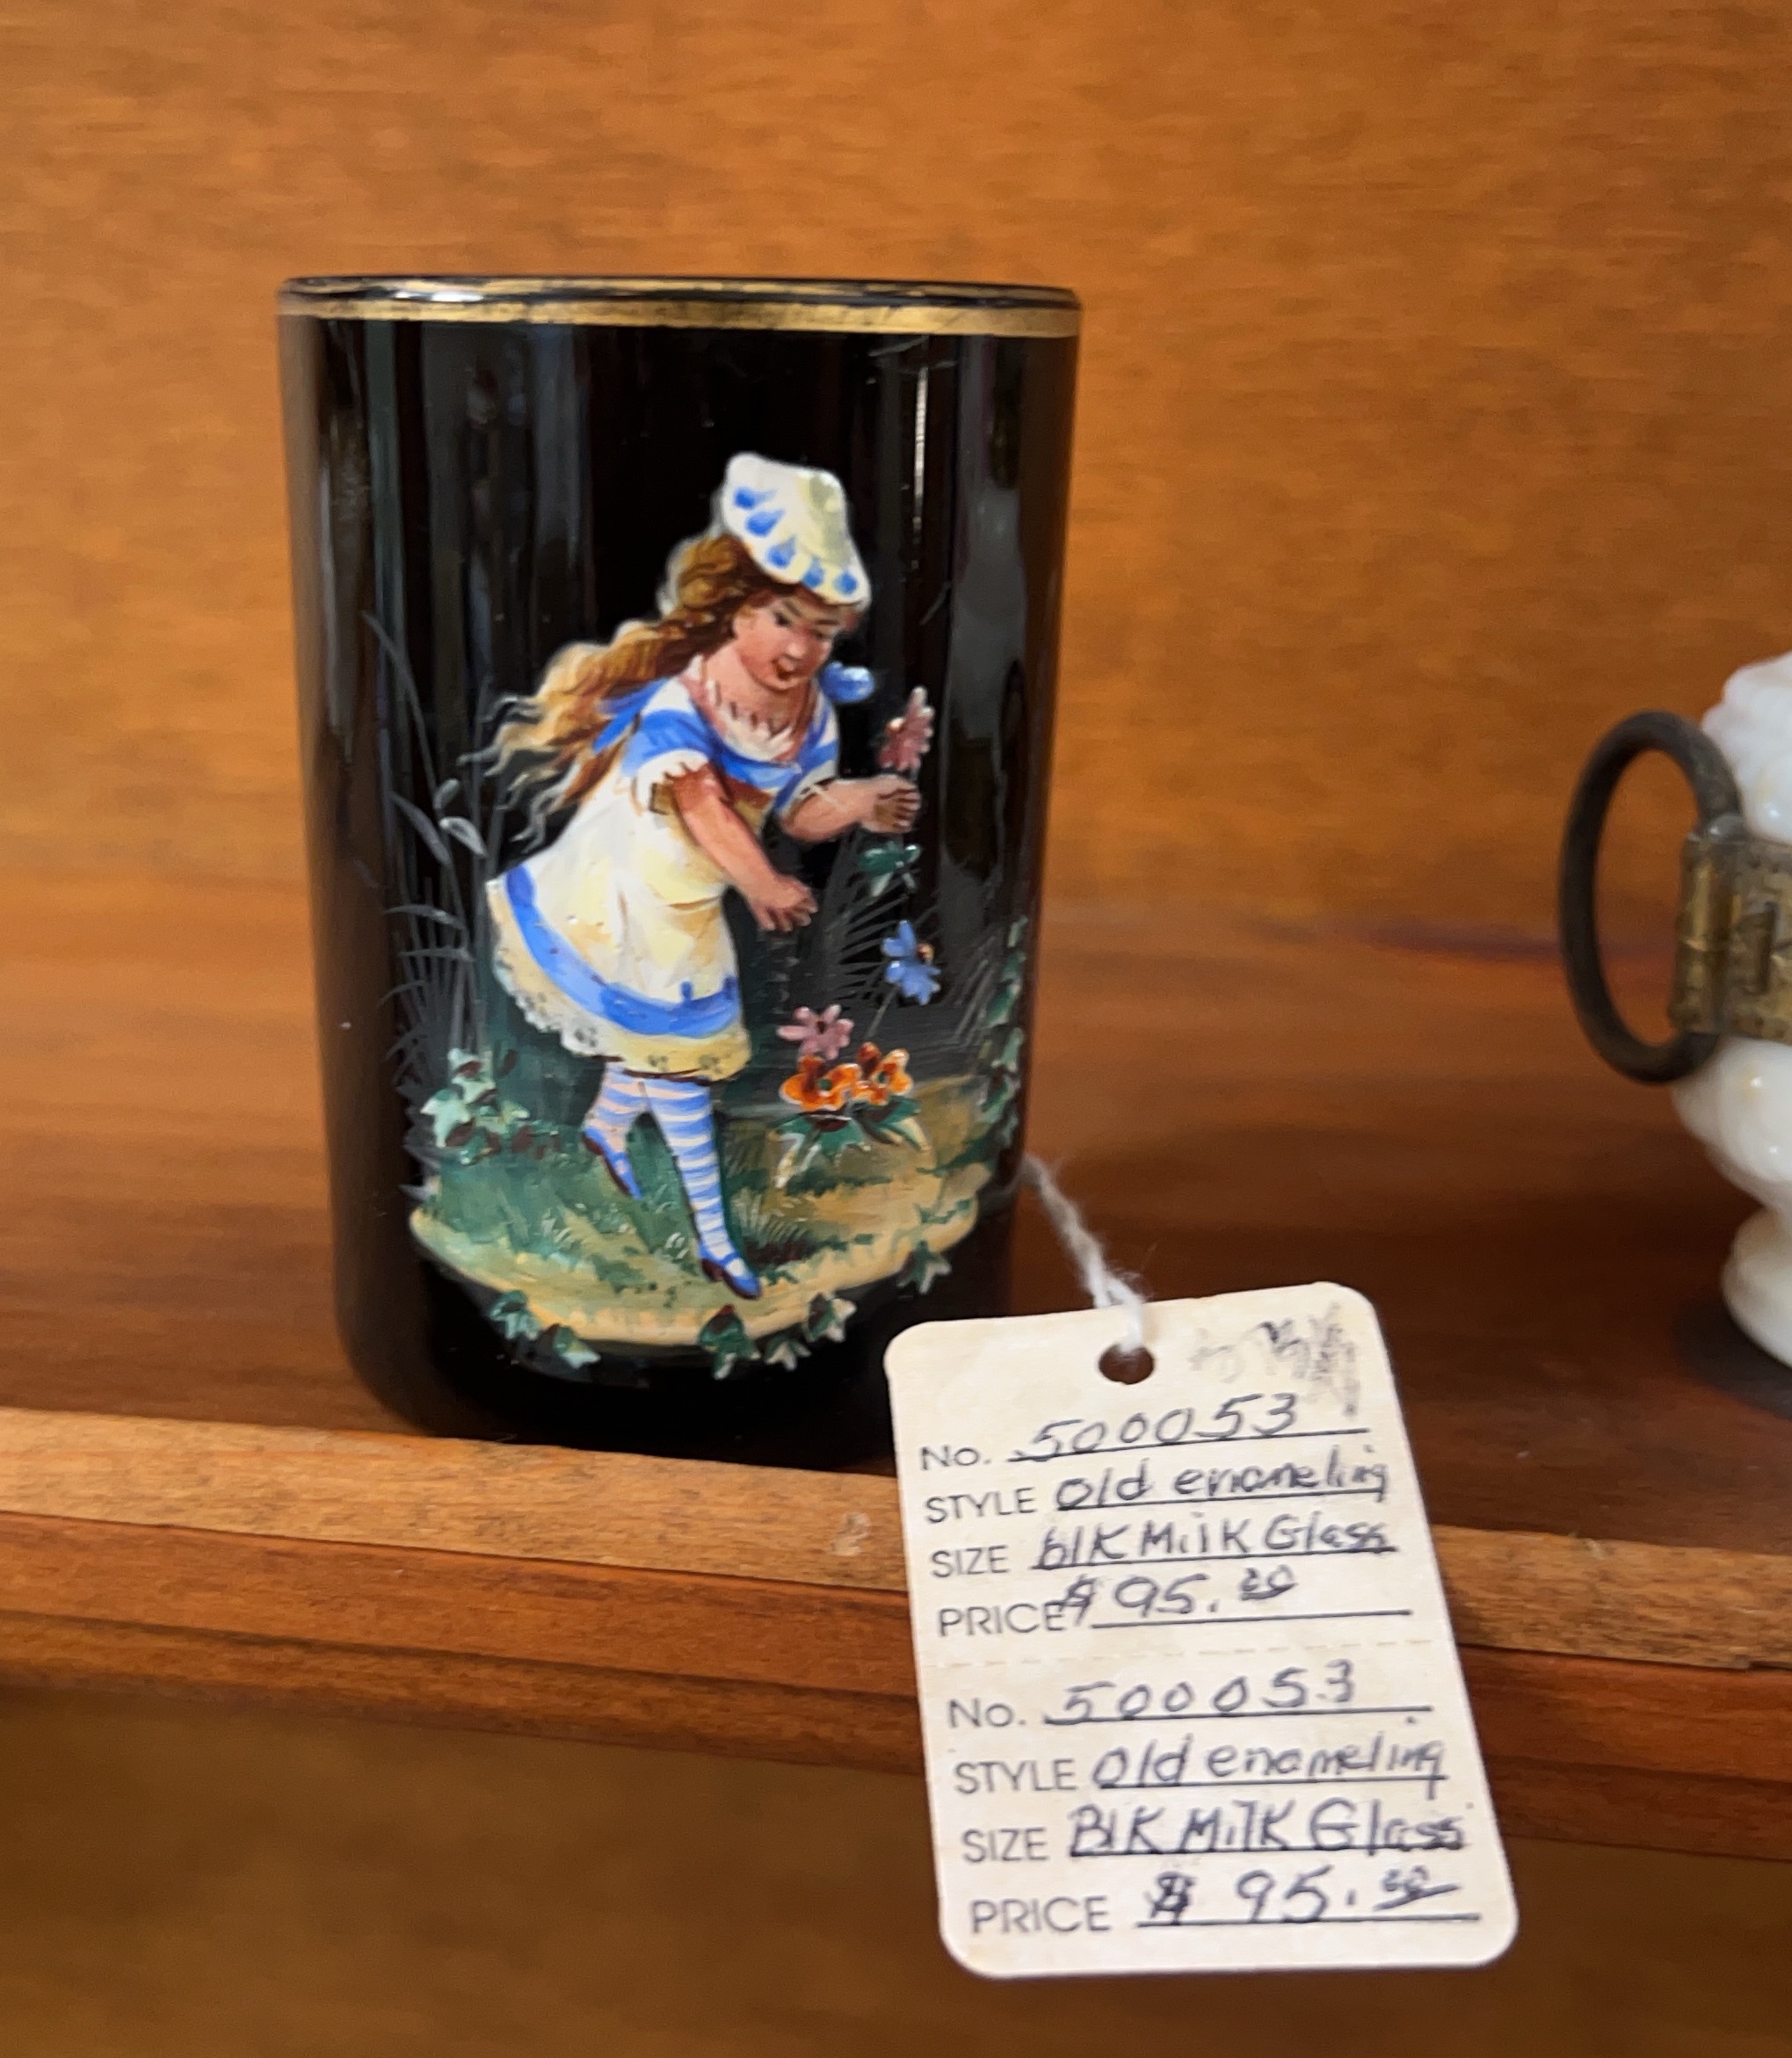 No. 500053
STYLE Old enameling
SIZE blk Milk Glass
PRICE $ 95.00
No. 500053
STYLE Old enameling
SIZE Blk Milk Glass
PRICE $ 95.00